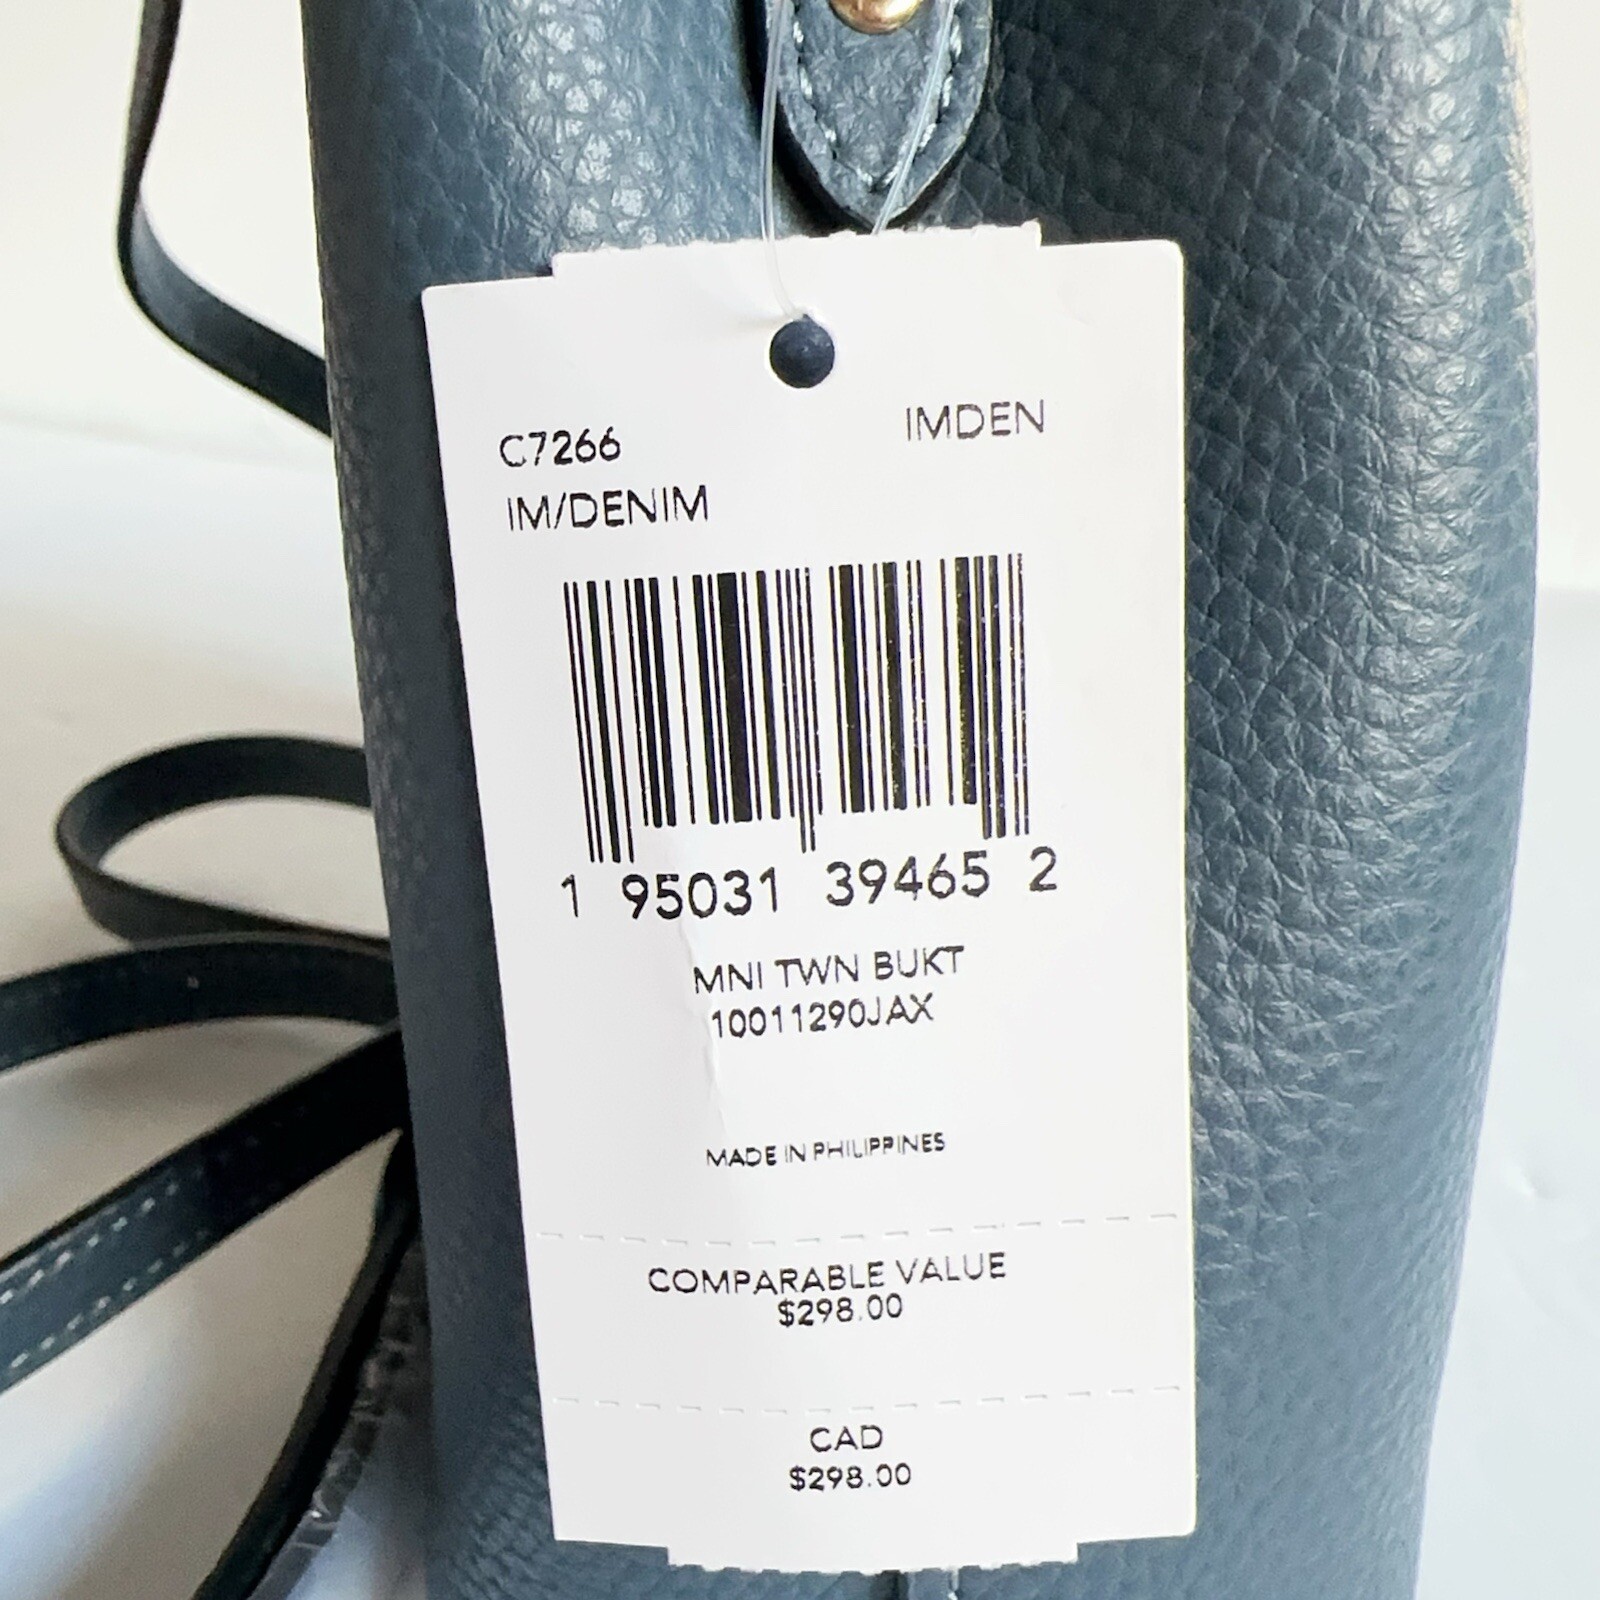 C7266 IMDEN
IM/DENIM
1 95031 39465 2
MNI TWN BUKT
10011290JAX
MADE IN PHILIPPINES
COMPARABLE VALUE
$298.00
CAD
$298.00